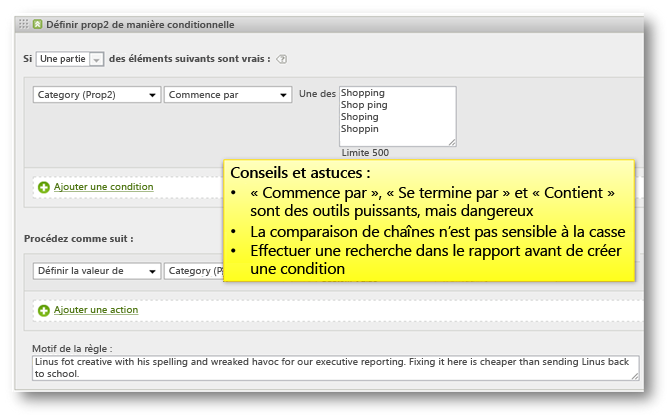 Définir prop2 de manière conditionnelle
Si Une partie des éléments suivants sont vrais : ?
Category (Prop2) Commence par Une des Shopping
Shop ping
Shoping
Shoppin
Limite 500
Conseils et astuces :
• « Commence par », « Se termine par » et « Contient »
sont des outils puissants, mais dangereux
• La comparaison de chaînes n’est pas sensible à la casse
• Effectuer une recherche dans le rapport avant de créer
une condition
Ajouter une condition
Procédez comme suit :
Définir la valeur de Category (P
Ajouter une action
Motif de la règle :
Linus fot creative with his spelling and wreaked havoc for our executive reporting. Fixing it here is cheaper than sending Linus back
to school.